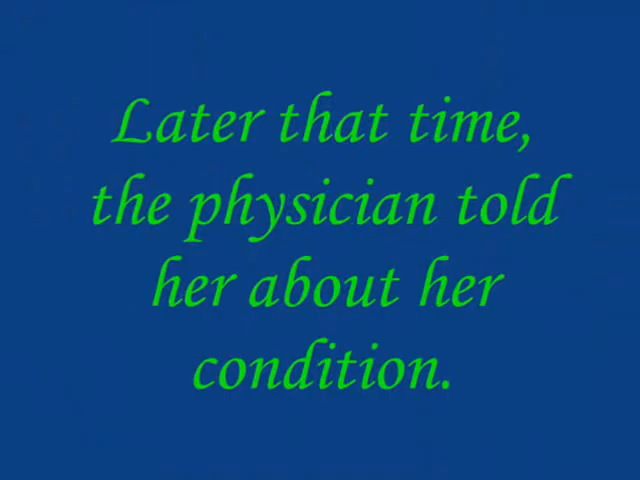 Later that time,
the physician told
her about her
condition.